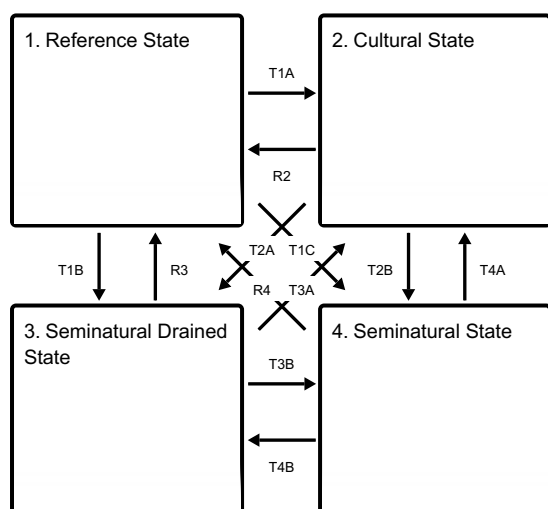 1. Reference State
2. Cultural State
T1A
R2
T2A
T1C
T1B
R3
T2B
T4A
R4
T3A
3. Seminatural Drained
State
4. Seminatural State
T3B
T4B